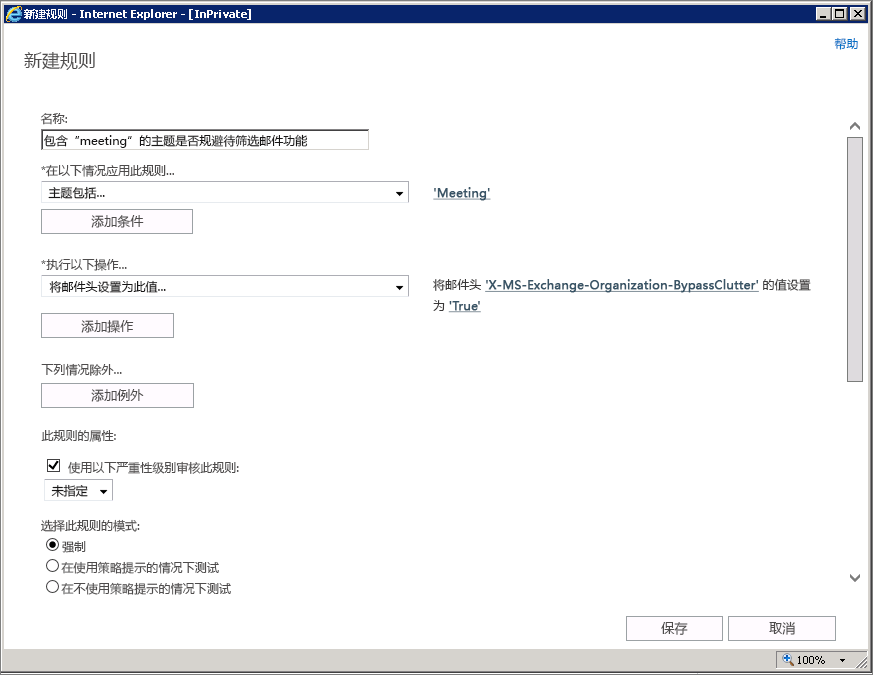 新建规则 - Internet Explorer - [InPrivate]
帮助
新建规则
名称:
包含“meeting”的主题是否规避待筛选邮件功能
*在以下情况应用此规则...
主题包括... 'Meeting'
添加条件
*执行以下操作...
将邮件头设置为此值... 将邮件头 'X-MS-Exchange-Organization-BypassClutter' 的值设置
为 'True'
添加操作
下列情况除外...
添加例外
此规则的属性:
使用以下严重性级别审核此规则:
未指定
选择此规则的模式:
强制
在使用策略提示的情况下测试
在不使用策略提示的情况下测试
保存 取消
100%